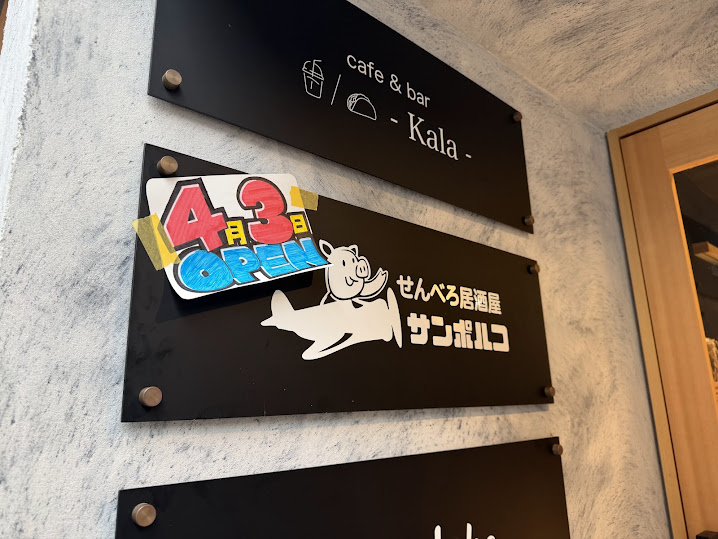 cafe & bar
- Kala -
4月3日
OPEN
せんべろ居酒屋
サンポルコ